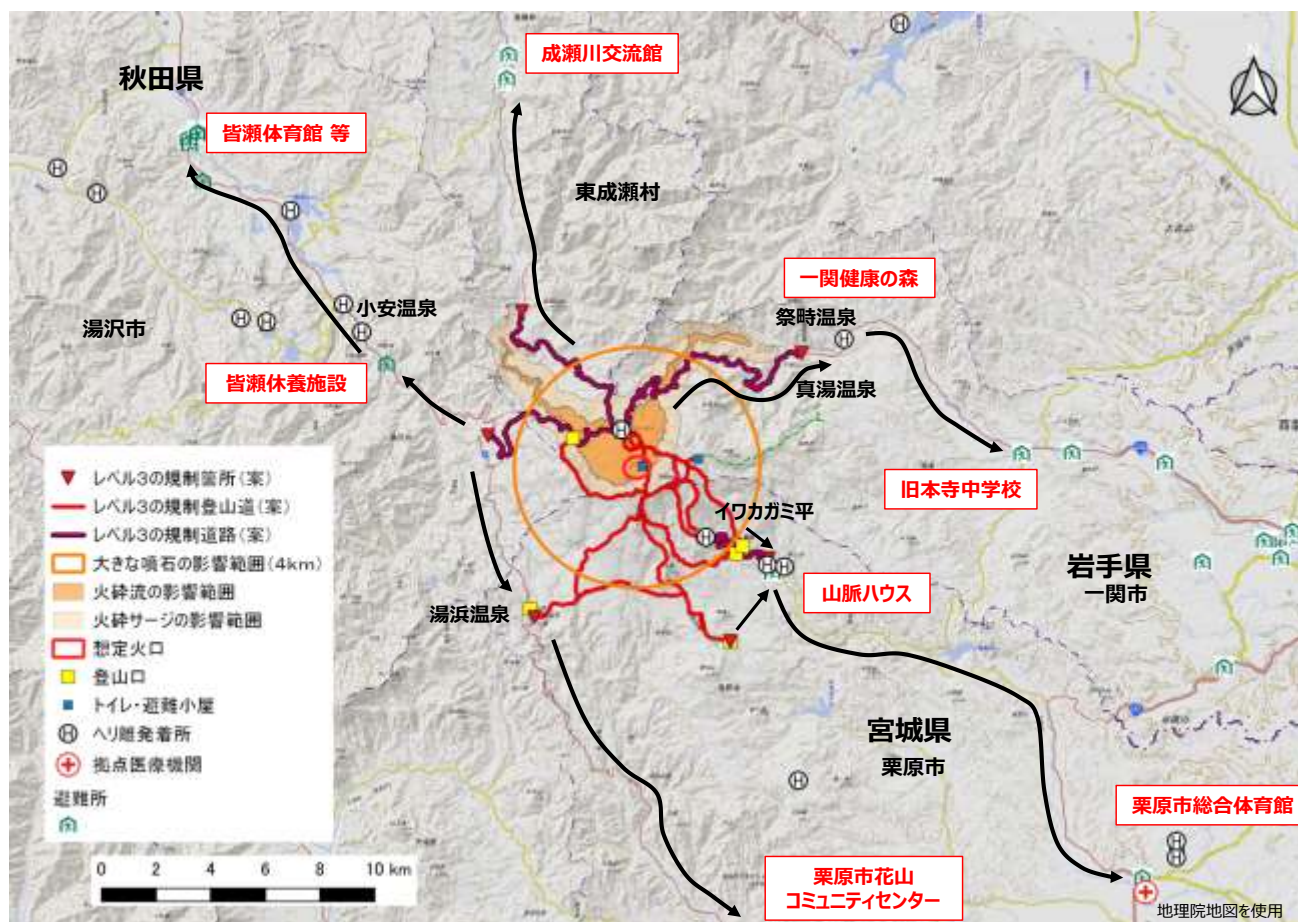 秋田県
成瀬川交流館
皆瀬体育館 等
東成瀬村
一関健康の森
小安温泉
祭畤温泉
湯沢市
皆瀬休養施設
真湯温泉
旧本寺中学校
イワカガミ平
岩手県
一関市
山脈ハウス
湯浜温泉
宮城県
栗原市
栗原市総合体育館
栗原市花山
コミュニティセンター
レベル3の規制箇所(案)
レベル3の規制登山道(案)
レベル3の規制道路(案)
大きな噴石の影響範囲(4km)
火砕流の影響範囲
火砕サージの影響範囲
想定火口
登山口
トイレ・避難小屋
ヘリ離発着所
拠点医療機関
避難所
0 2 4 6 8 10 km
地理院地図を使用